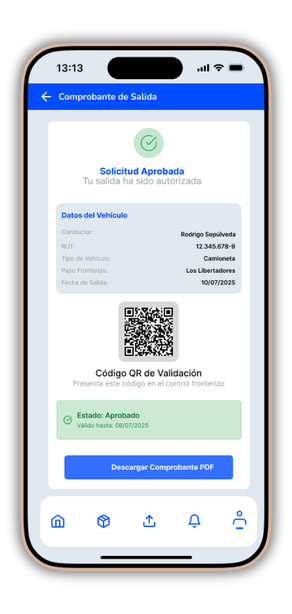 13:13
Comprobante de Salida
Solicitud Aprobada
Tu salida ha sido autorizada
Datos del Vehículo
Conductor: Rodrigo Sepúlveda
RUT: 12.345.678-9
Tipo de Vehículo: Camioneta
Paso Fronterizo: Los Libertadores
Fecha de Salida: 10/07/2025
Código QR de Validación
Presenta este código en el control fronterizo
Estado: Aprobado
Válido hasta: 08/07/2025
Descargar Comprobante PDF